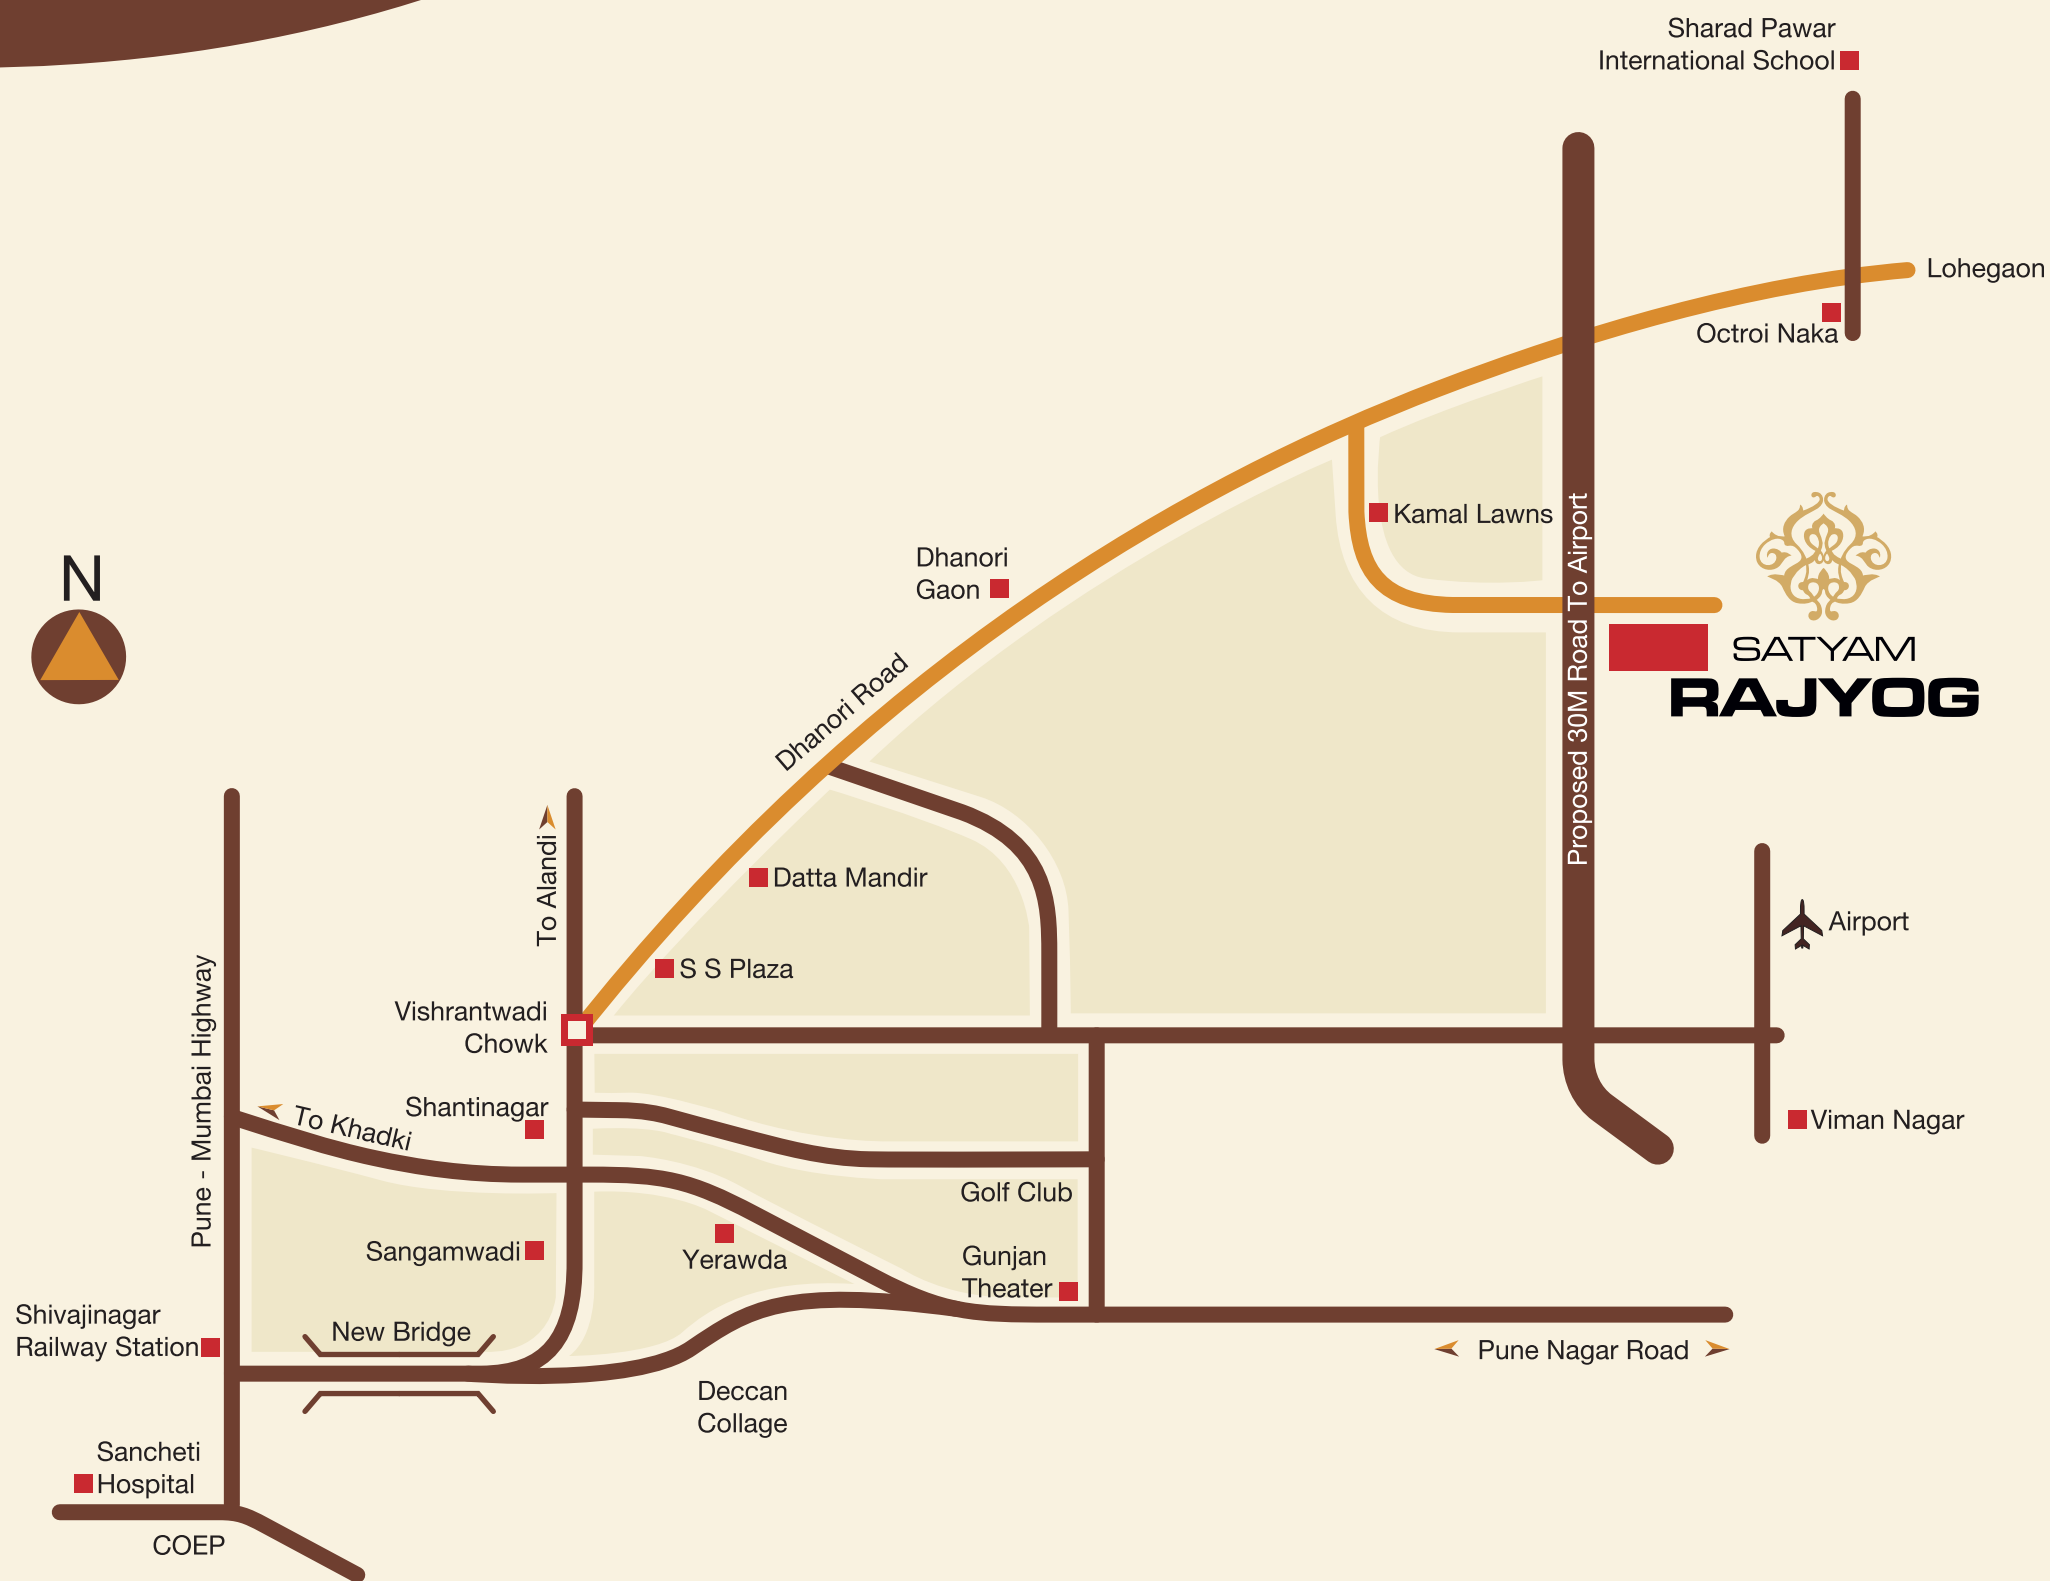 Sharad Pawar
International School
Lohegaon
Octroi Naka
Kamal Lawns
Dhanori
Gaon
N
SATYAM
RAJYOG
Dhanori Road
Proposed 30M Road To Airport
To Alandi
Datta Mandir
Airport
S S Plaza
Vishrantwadi
Chowk
Pune - Mumbai Highway
Shantinagar
To Khadki
Viman Nagar
Golf Club
Sangamwadi
Yerawda
Gunjan
Theater
Shivajinagar
Railway Station
New Bridge
Pune Nagar Road
Deccan
Collage
Sancheti
Hospital
COEP